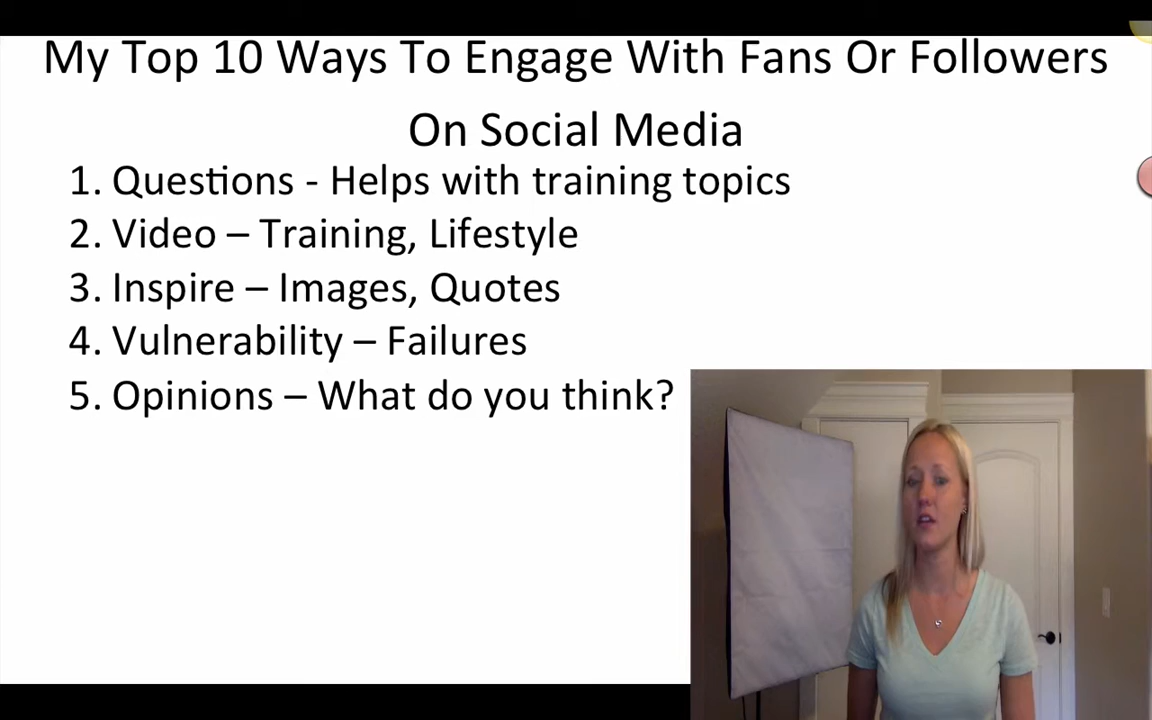 My Top 10 Ways To Engage With Fans Or Followers
On Social Media
1. Questions - Helps with training topics
2. Video – Training, Lifestyle
3. Inspire – Images, Quotes
4. Vulnerability – Failures
5. Opinions – What do you think?